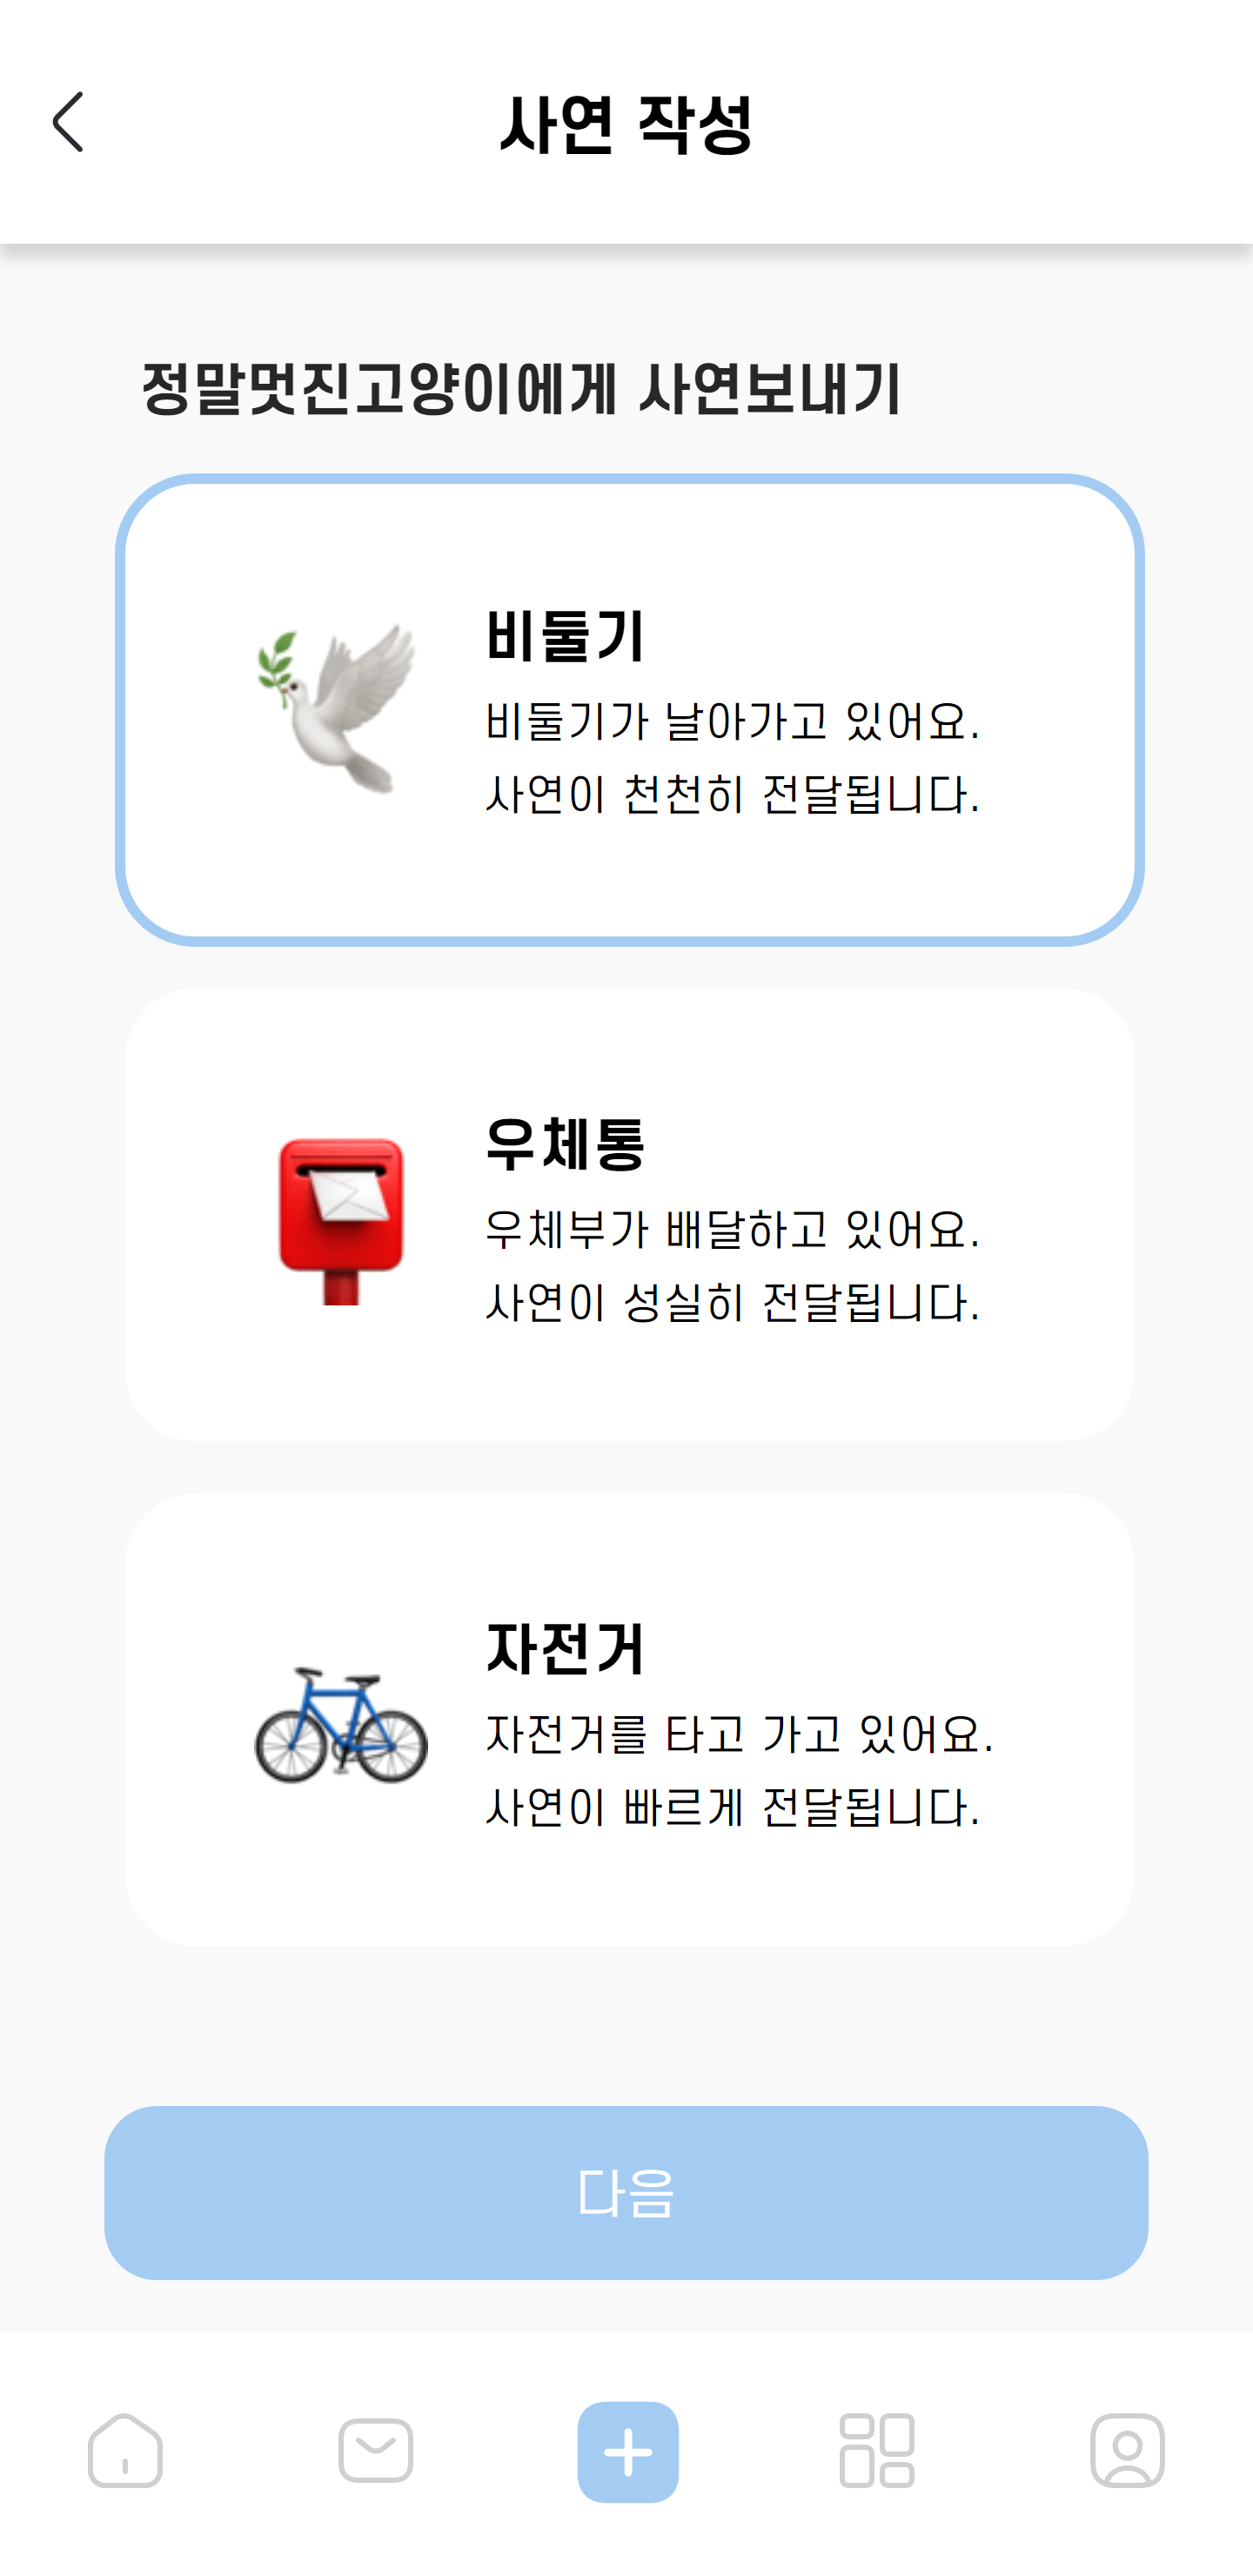 사연 작성
정말멋진고양이에게 사연보내기
비둘기
비둘기가 날아가고 있어요.
사연이 천천히 전달됩니다.
우체통
우체부가 배달하고 있어요.
사연이 성실히 전달됩니다.
자전거
자전거를 타고 가고 있어요.
사연이 빠르게 전달됩니다.
다음